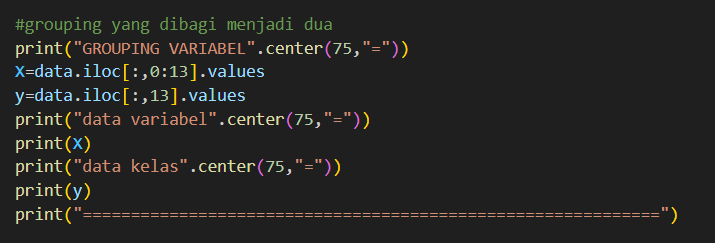 #grouping yang dibagi menjadi dua
print("GROUPING VARIABEL".center(75,"="))
X=data.iloc[:,0:13].values
y=data.iloc[:,13].values
print("data variabel".center(75,"="))
print(X)
print("data kelas".center(75,"="))
print(y)
print("============================================================")